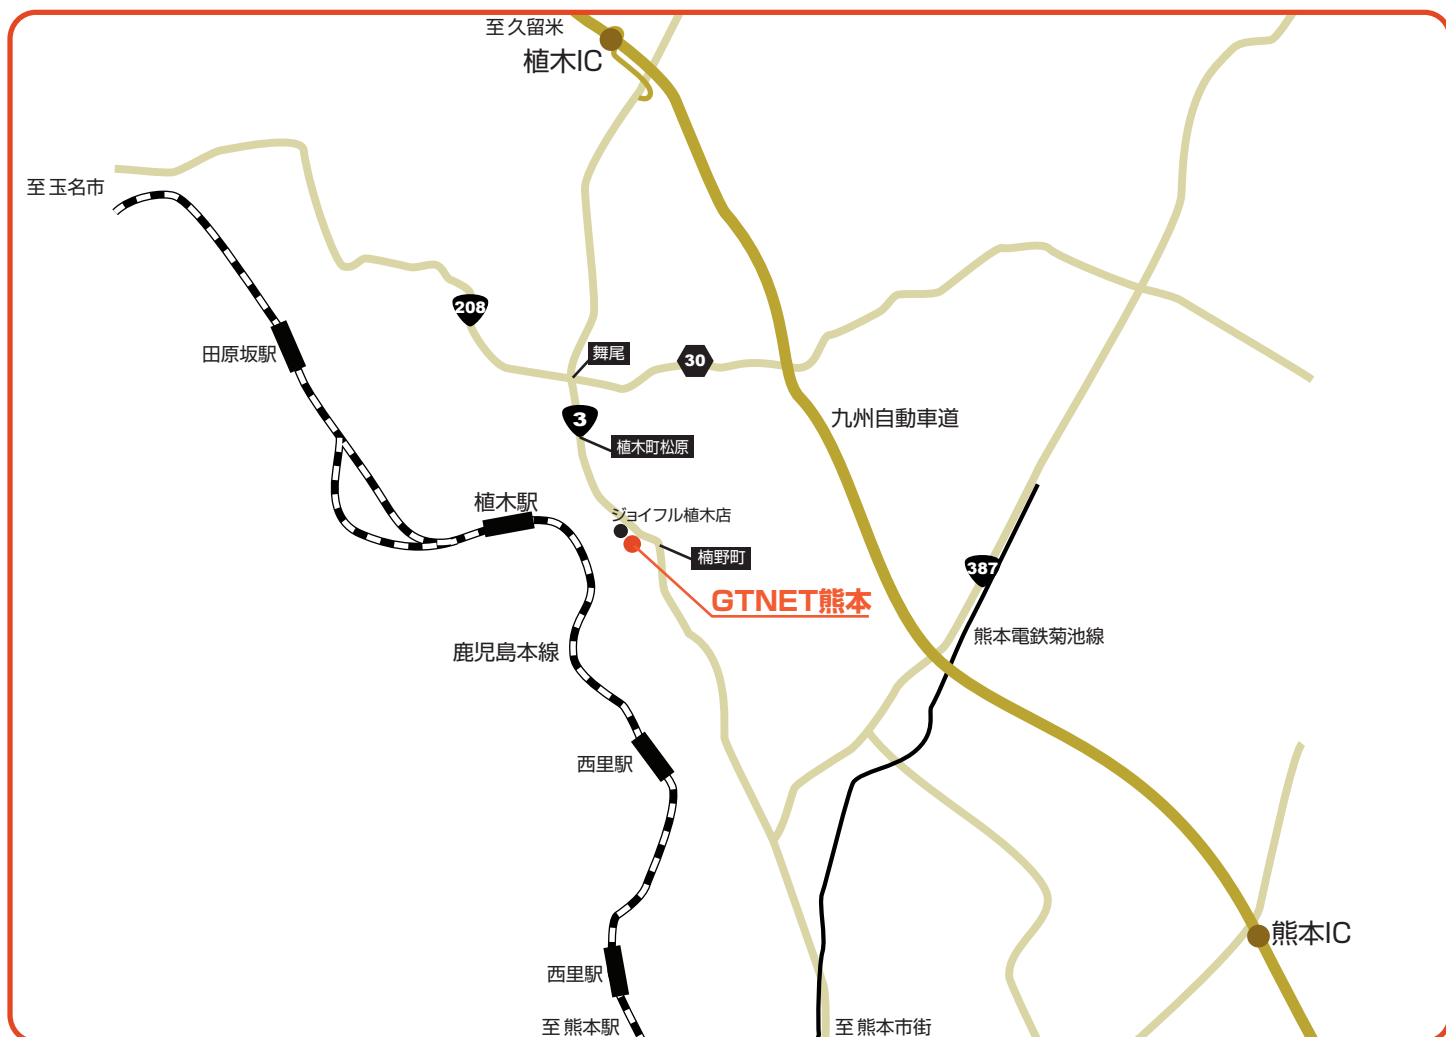 至 久留米
植木IC
至 玉名市
208
田原坂駅
舞尾
30
3
植木町松原
九州自動車道
植木駅
ジョイフル植木店
楠野町
387
GTNET熊本
熊本電鉄菊池線
鹿児島本線
西里駅
熊本IC
西里駅
至 熊本駅
至 熊本市街